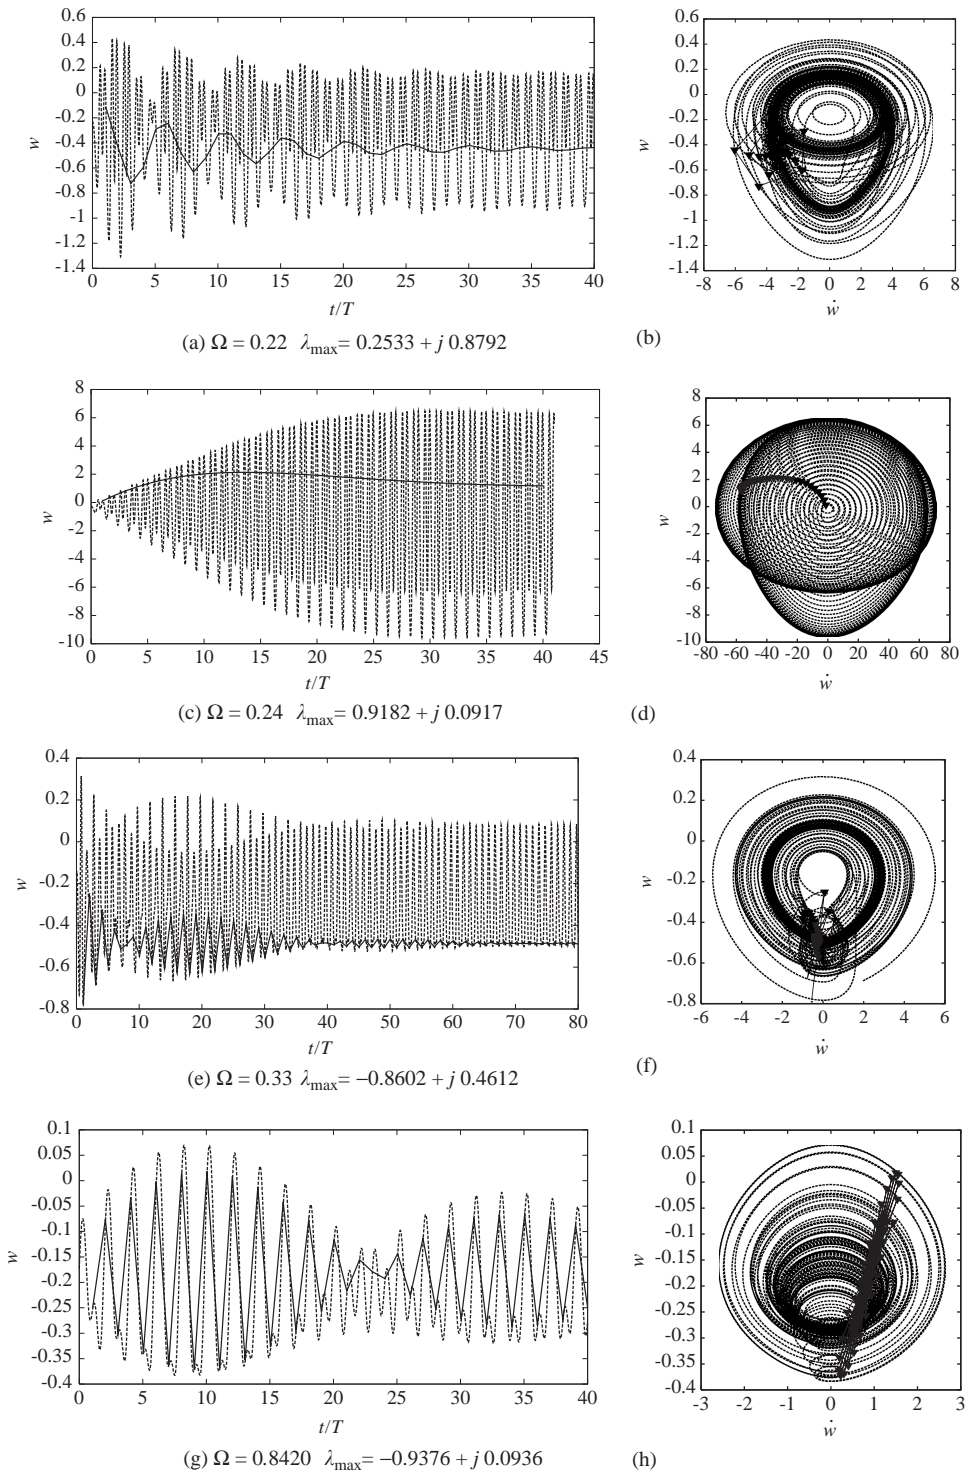 0.6
0.4
0.2
0
-0.2
-0.4
-0.6
-0.8
-1
-1.2
-1.4
w
0 5 10 15 20 25 30 35 40
t/T
(a) Ω = 0.22 λmax= 0.2533 + j 0.8792
0.6
0.4
0.2
0
-0.2
-0.4
-0.6
-0.8
-1
-1.2
-1.4
w
-8 -6 -4 -2 0 2 4 6 8
ẇ
(b)
8
6
4
2
0
-2
-4
-6
-8
-10
w
0 5 10 15 20 25 30 35 40 45
t/T
(c) Ω = 0.24 λmax= 0.9182 + j 0.0917
8
6
4
2
0
-2
-4
-6
-8
-10
w
-80 -60 -40 -20 0 20 40 60 80
ẇ
(d)
0.4
0.2
0
-0.2
-0.4
-0.6
-0.8
w
0 10 20 30 40 50 60 70 80
t/T
(e) Ω = 0.33 λmax= −0.8602 + j 0.4612
0.4
0.2
0
-0.2
-0.4
-0.6
-0.8
w
-6 -4 -2 0 2 4 6
ẇ
(f)
0.1
0.05
0
-0.05
-0.1
-0.15
-0.2
-0.25
-0.3
-0.35
-0.4
w
0 5 10 15 20 25 30 35 40
t/T
(g) Ω = 0.8420 λmax= −0.9376 + j 0.0936
0.1
0.05
0
-0.05
-0.1
-0.15
-0.2
-0.25
-0.3
-0.35
-0.4
w
-3 -2 -1 0 1 2 3
ẇ
(h)